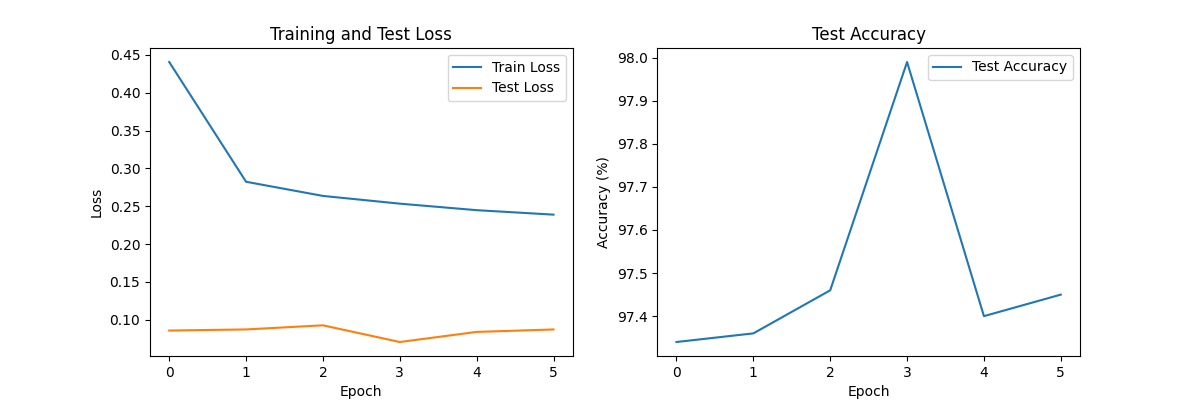 Training and Test Loss
Train Loss
Test Loss
0.45
0.40
0.35
0.30
0.25
0.20
0.15
0.10
Loss
0 1 2 3 4 5
Epoch
Test Accuracy
Test Accuracy
98.0
97.9
97.8
97.7
97.6
97.5
97.4
Accuracy (%)
0 1 2 3 4 5
Epoch